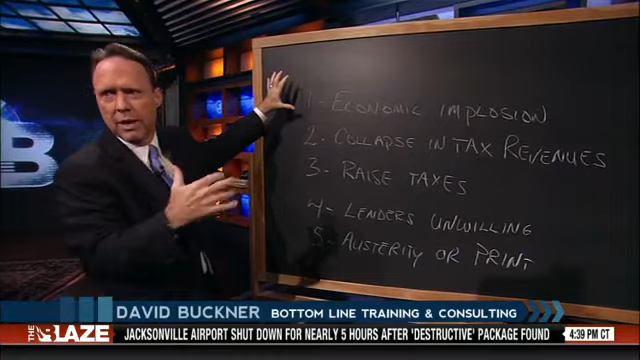 1- ECONOMIC IMPLOSION
2- COLLAPSE IN TAX REVENUES
3- RAISE TAXES
4- LENDERS UNWILLING
5- AUSTERITY OR PRINT
B
DAVID BUCKNER BOTTOM LINE TRAINING & CONSULTING
THE BLAZE JACKSONVILLE AIRPORT SHUT DOWN FOR NEARLY 5 HOURS AFTER 'DESTRUCTIVE' PACKAGE FOUND 4:39 PM CT